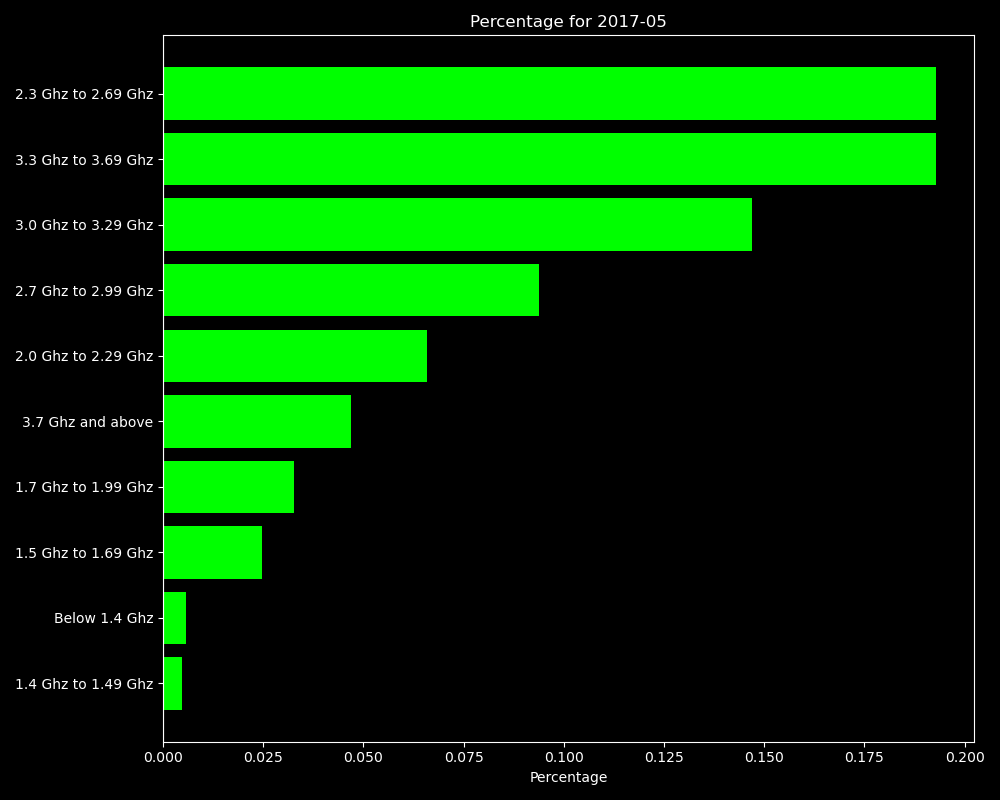 Percentage for 2017-05
2.3 Ghz to 2.69 Ghz
3.3 Ghz to 3.69 Ghz
3.0 Ghz to 3.29 Ghz
2.7 Ghz to 2.99 Ghz
2.0 Ghz to 2.29 Ghz
3.7 Ghz and above
1.7 Ghz to 1.99 Ghz
1.5 Ghz to 1.69 Ghz
Below 1.4 Ghz
1.4 Ghz to 1.49 Ghz
0.000 0.025 0.050 0.075 0.100 0.125 0.150 0.175 0.200
Percentage